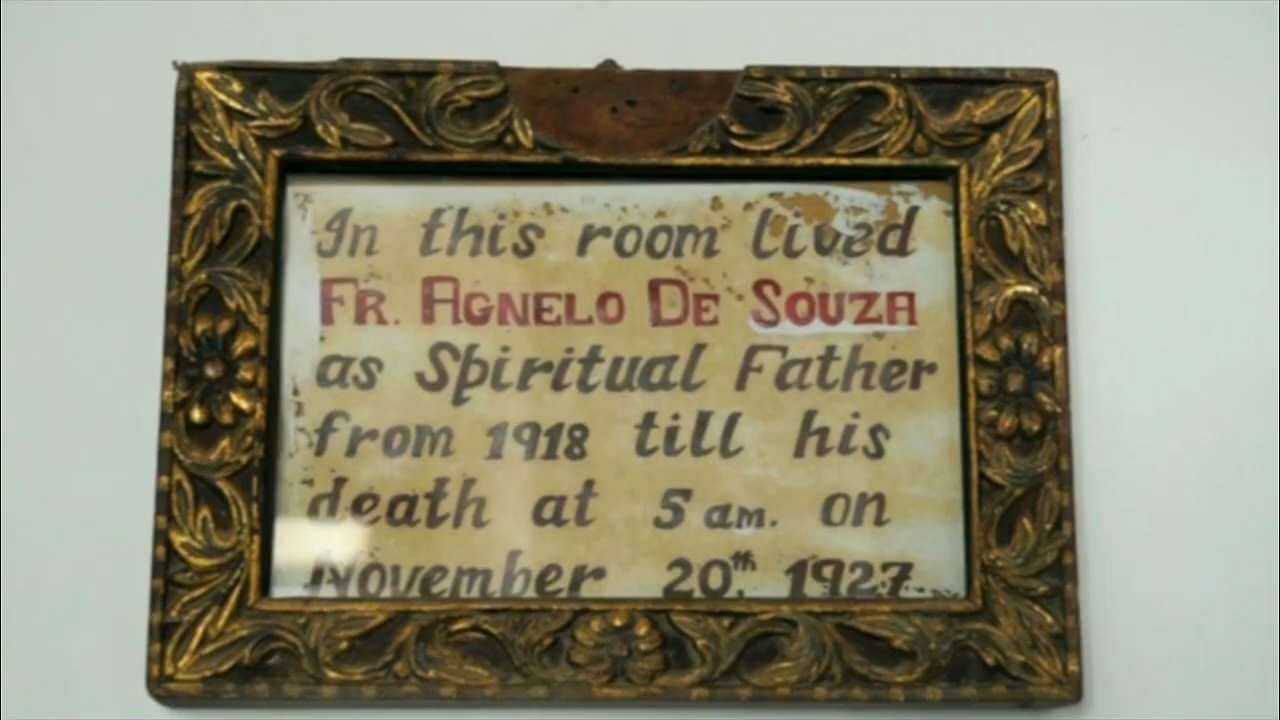 In this room lived
FR. AGNELO DE SOUZA
as Spiritual Father
from 1918 till his
death at 5 am. on
November 20th. 1927